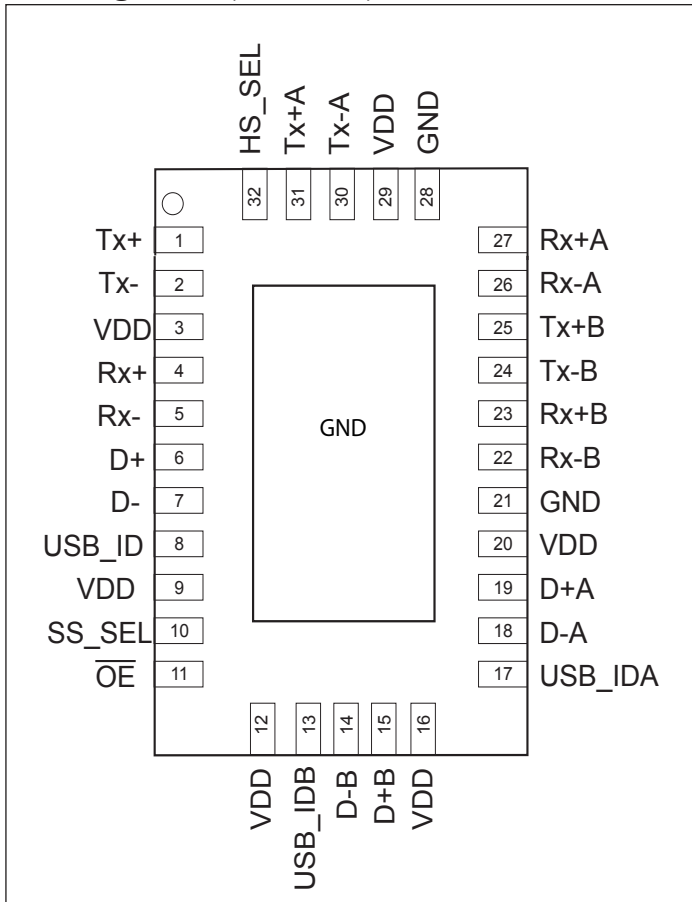 HS_SEL
Tx+A
Tx-A
VDD
GND
32
31
30
29
28
Tx+ 1
Tx- 2
VDD 3
Rx+ 4
Rx- 5
D+ 6
D- 7
USB_ID 8
VDD 9
SS_SEL 10
OE 11
GND
27 Rx+A
26 Rx-A
25 Tx+B
24 Tx-B
23 Rx+B
22 Rx-B
21 GND
20 VDD
19 D+A
18 D-A
17 USB_IDA
12
13
14
15
16
VDD
USB_IDB
D-B
D+B
VDD